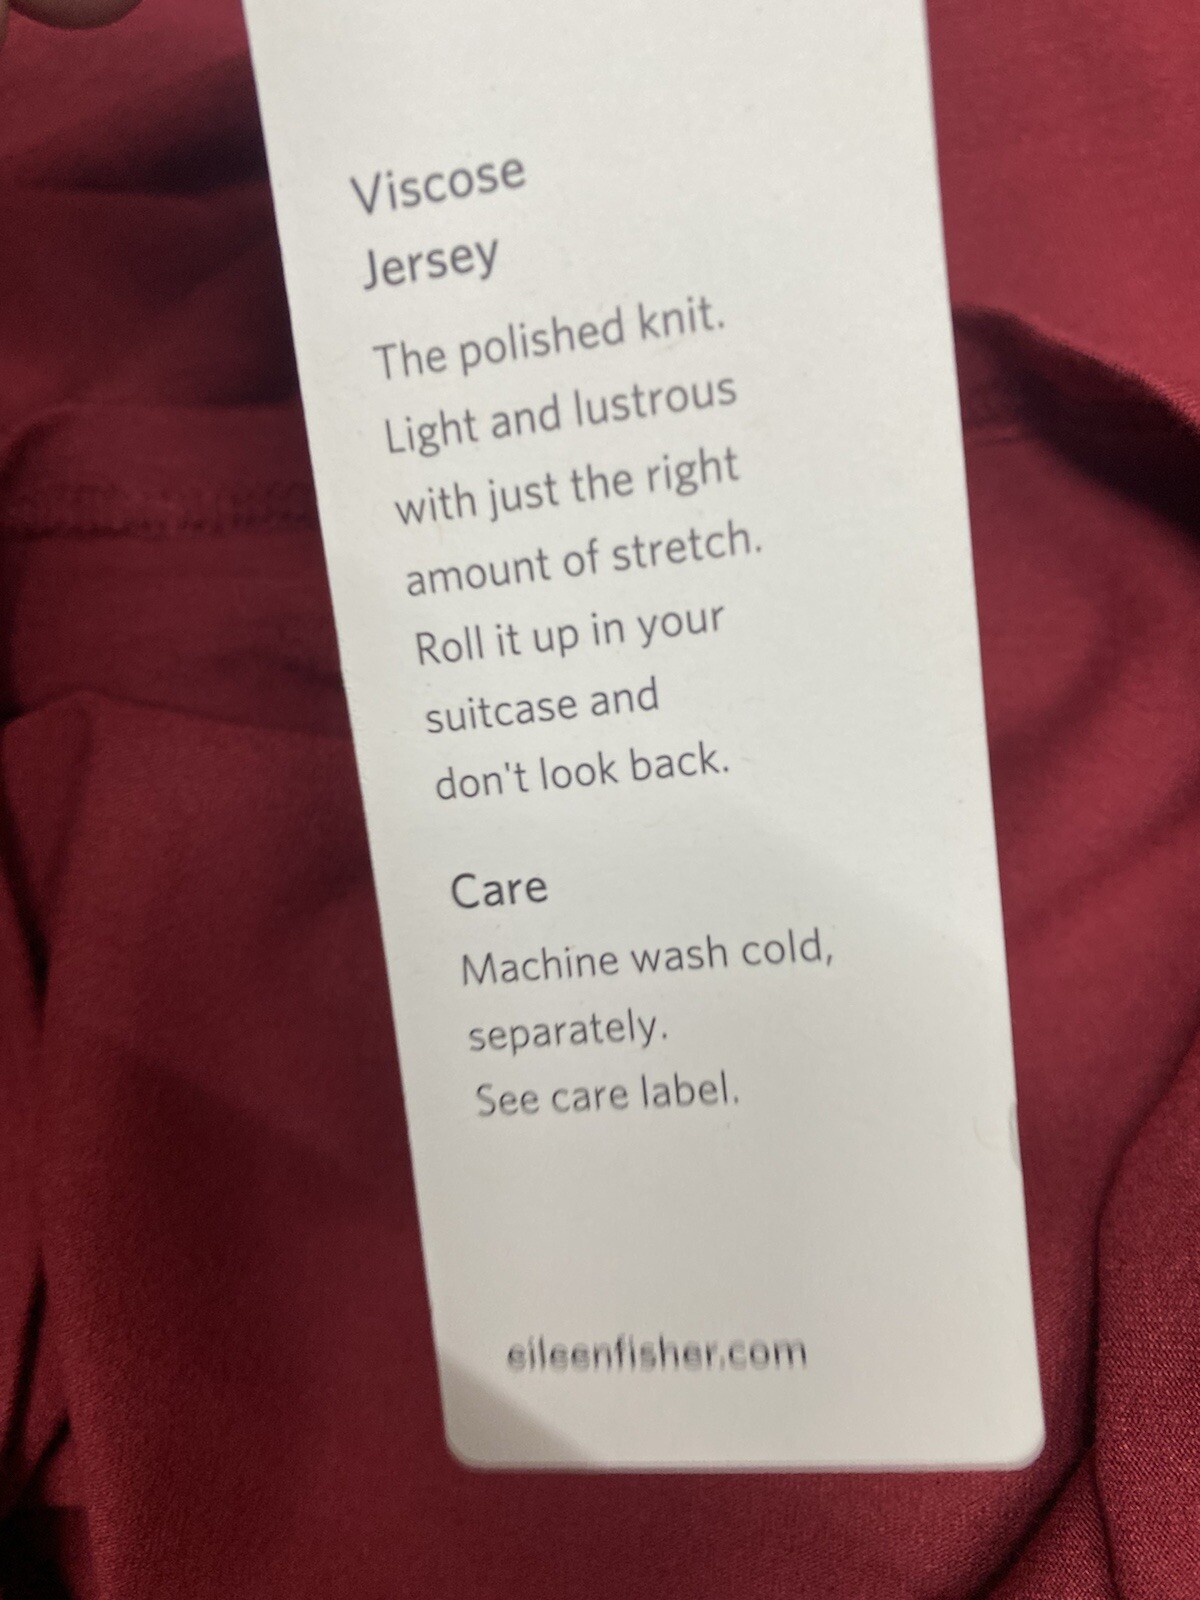 Viscose
Jersey
The polished knit.
Light and lustrous
with just the right
amount of stretch.
Roll it up in your
suitcase and
don't look back.
Care
Machine wash cold,
separately.
See care label.
eileenfisher.com